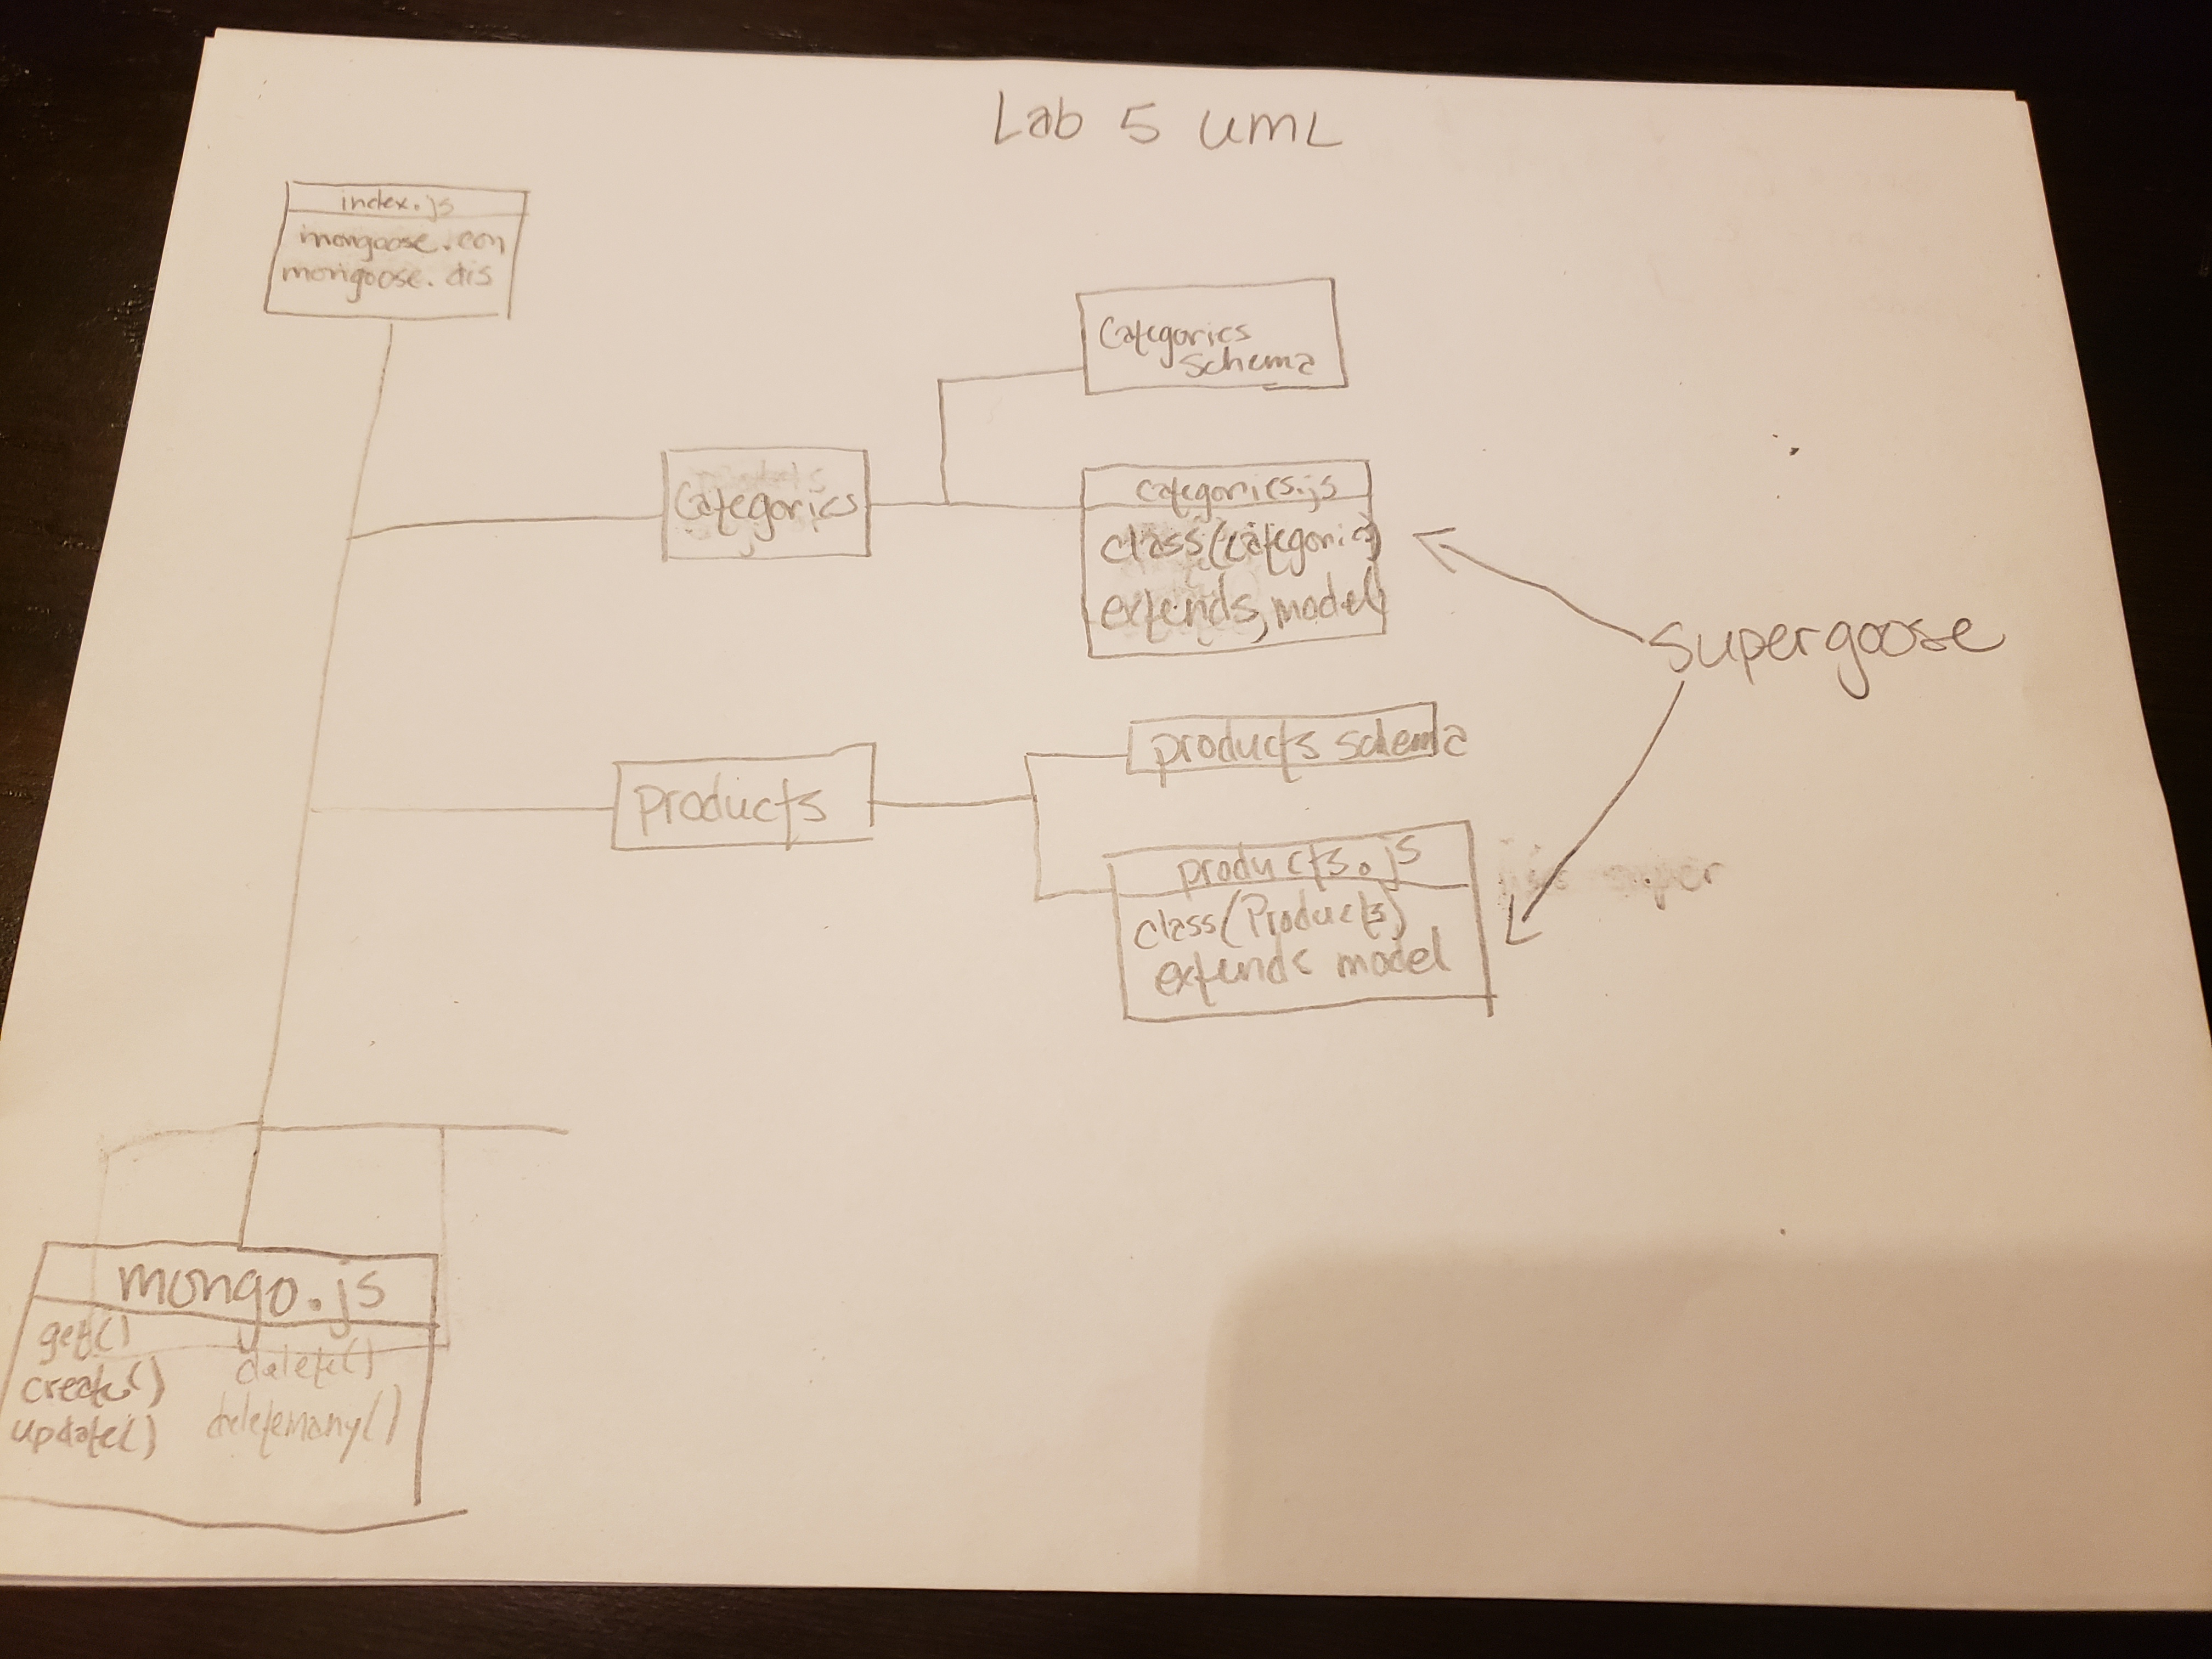 Lab 5 UML
index.js
mongoose.con
mongoose.dis
Categories
schema
Categories
categories.js
class(Categories)
extends model
supergoose
products schema
products
products.js
class(Products)
extends model
super
mongo.js
get()
create()
update()
delete()
deletemany()